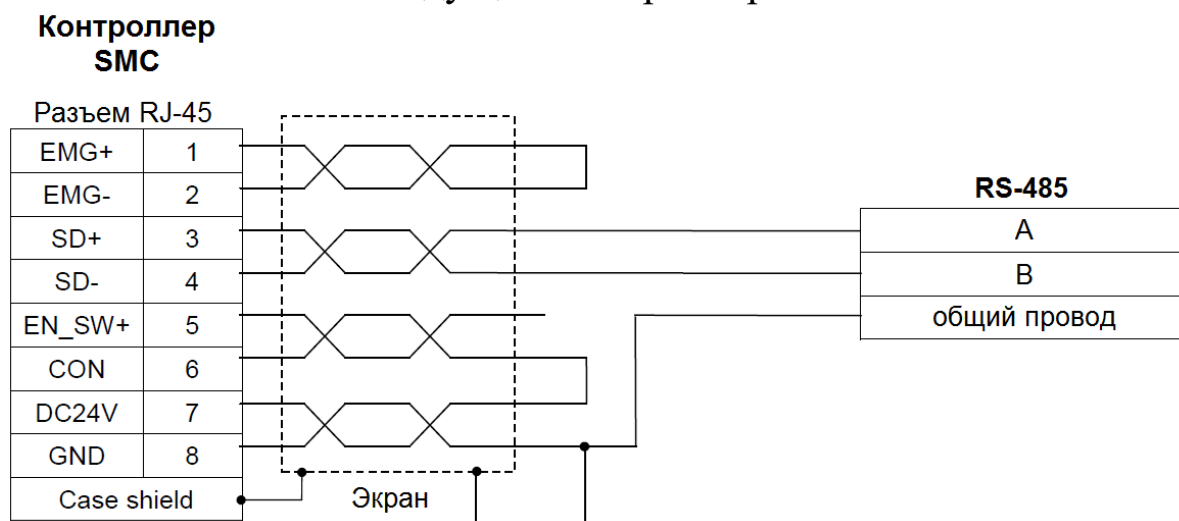 Контроллер
SMC
Разъем RJ-45
EMG+ 1
EMG- 2
SD+ 3
SD- 4
EN_SW+ 5
CON 6
DC24V 7
GND 8
Case shield
Экран
RS-485
A
B
общий провод